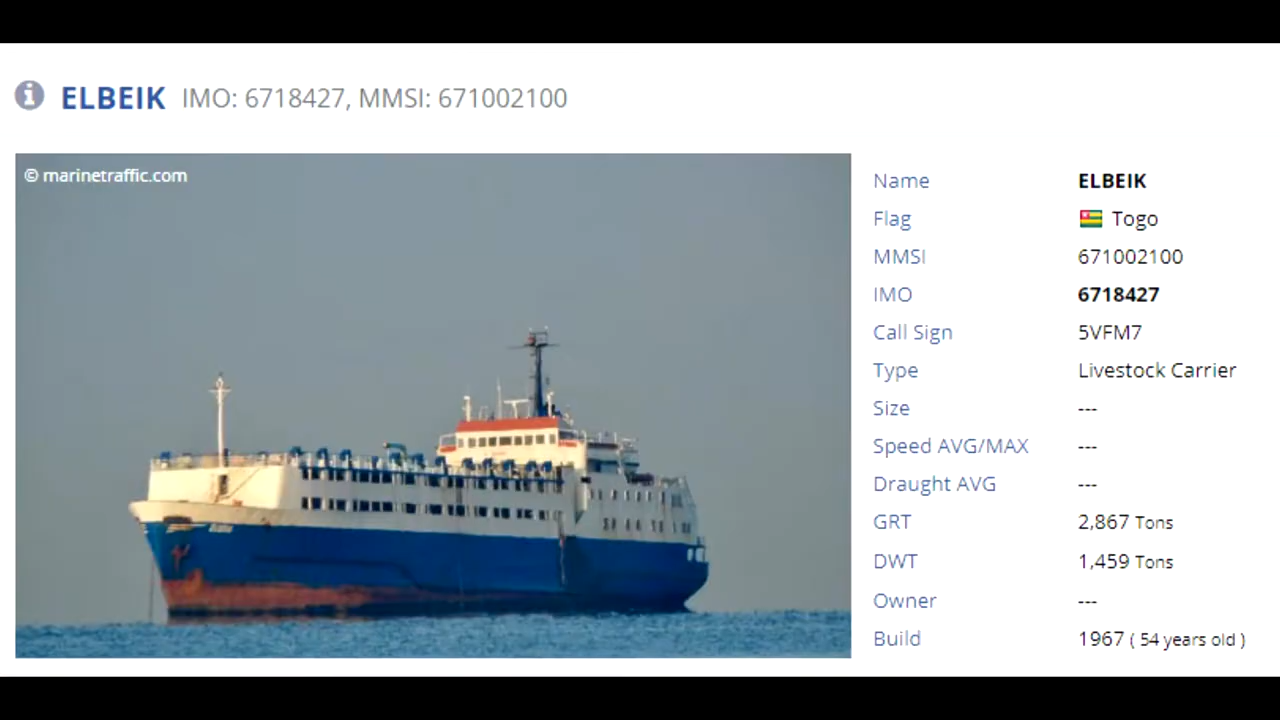 ELBEIK IMO: 6718427, MMSI: 671002100
© marinetraffic.com
Name ELBEIK
Flag Togo
MMSI 671002100
IMO 6718427
Call Sign 5VFM7
Type Livestock Carrier
Size ---
Speed AVG/MAX ---
Draught AVG ---
GRT 2,867 Tons
DWT 1,459 Tons
Owner ---
Build 1967 ( 54 years old )